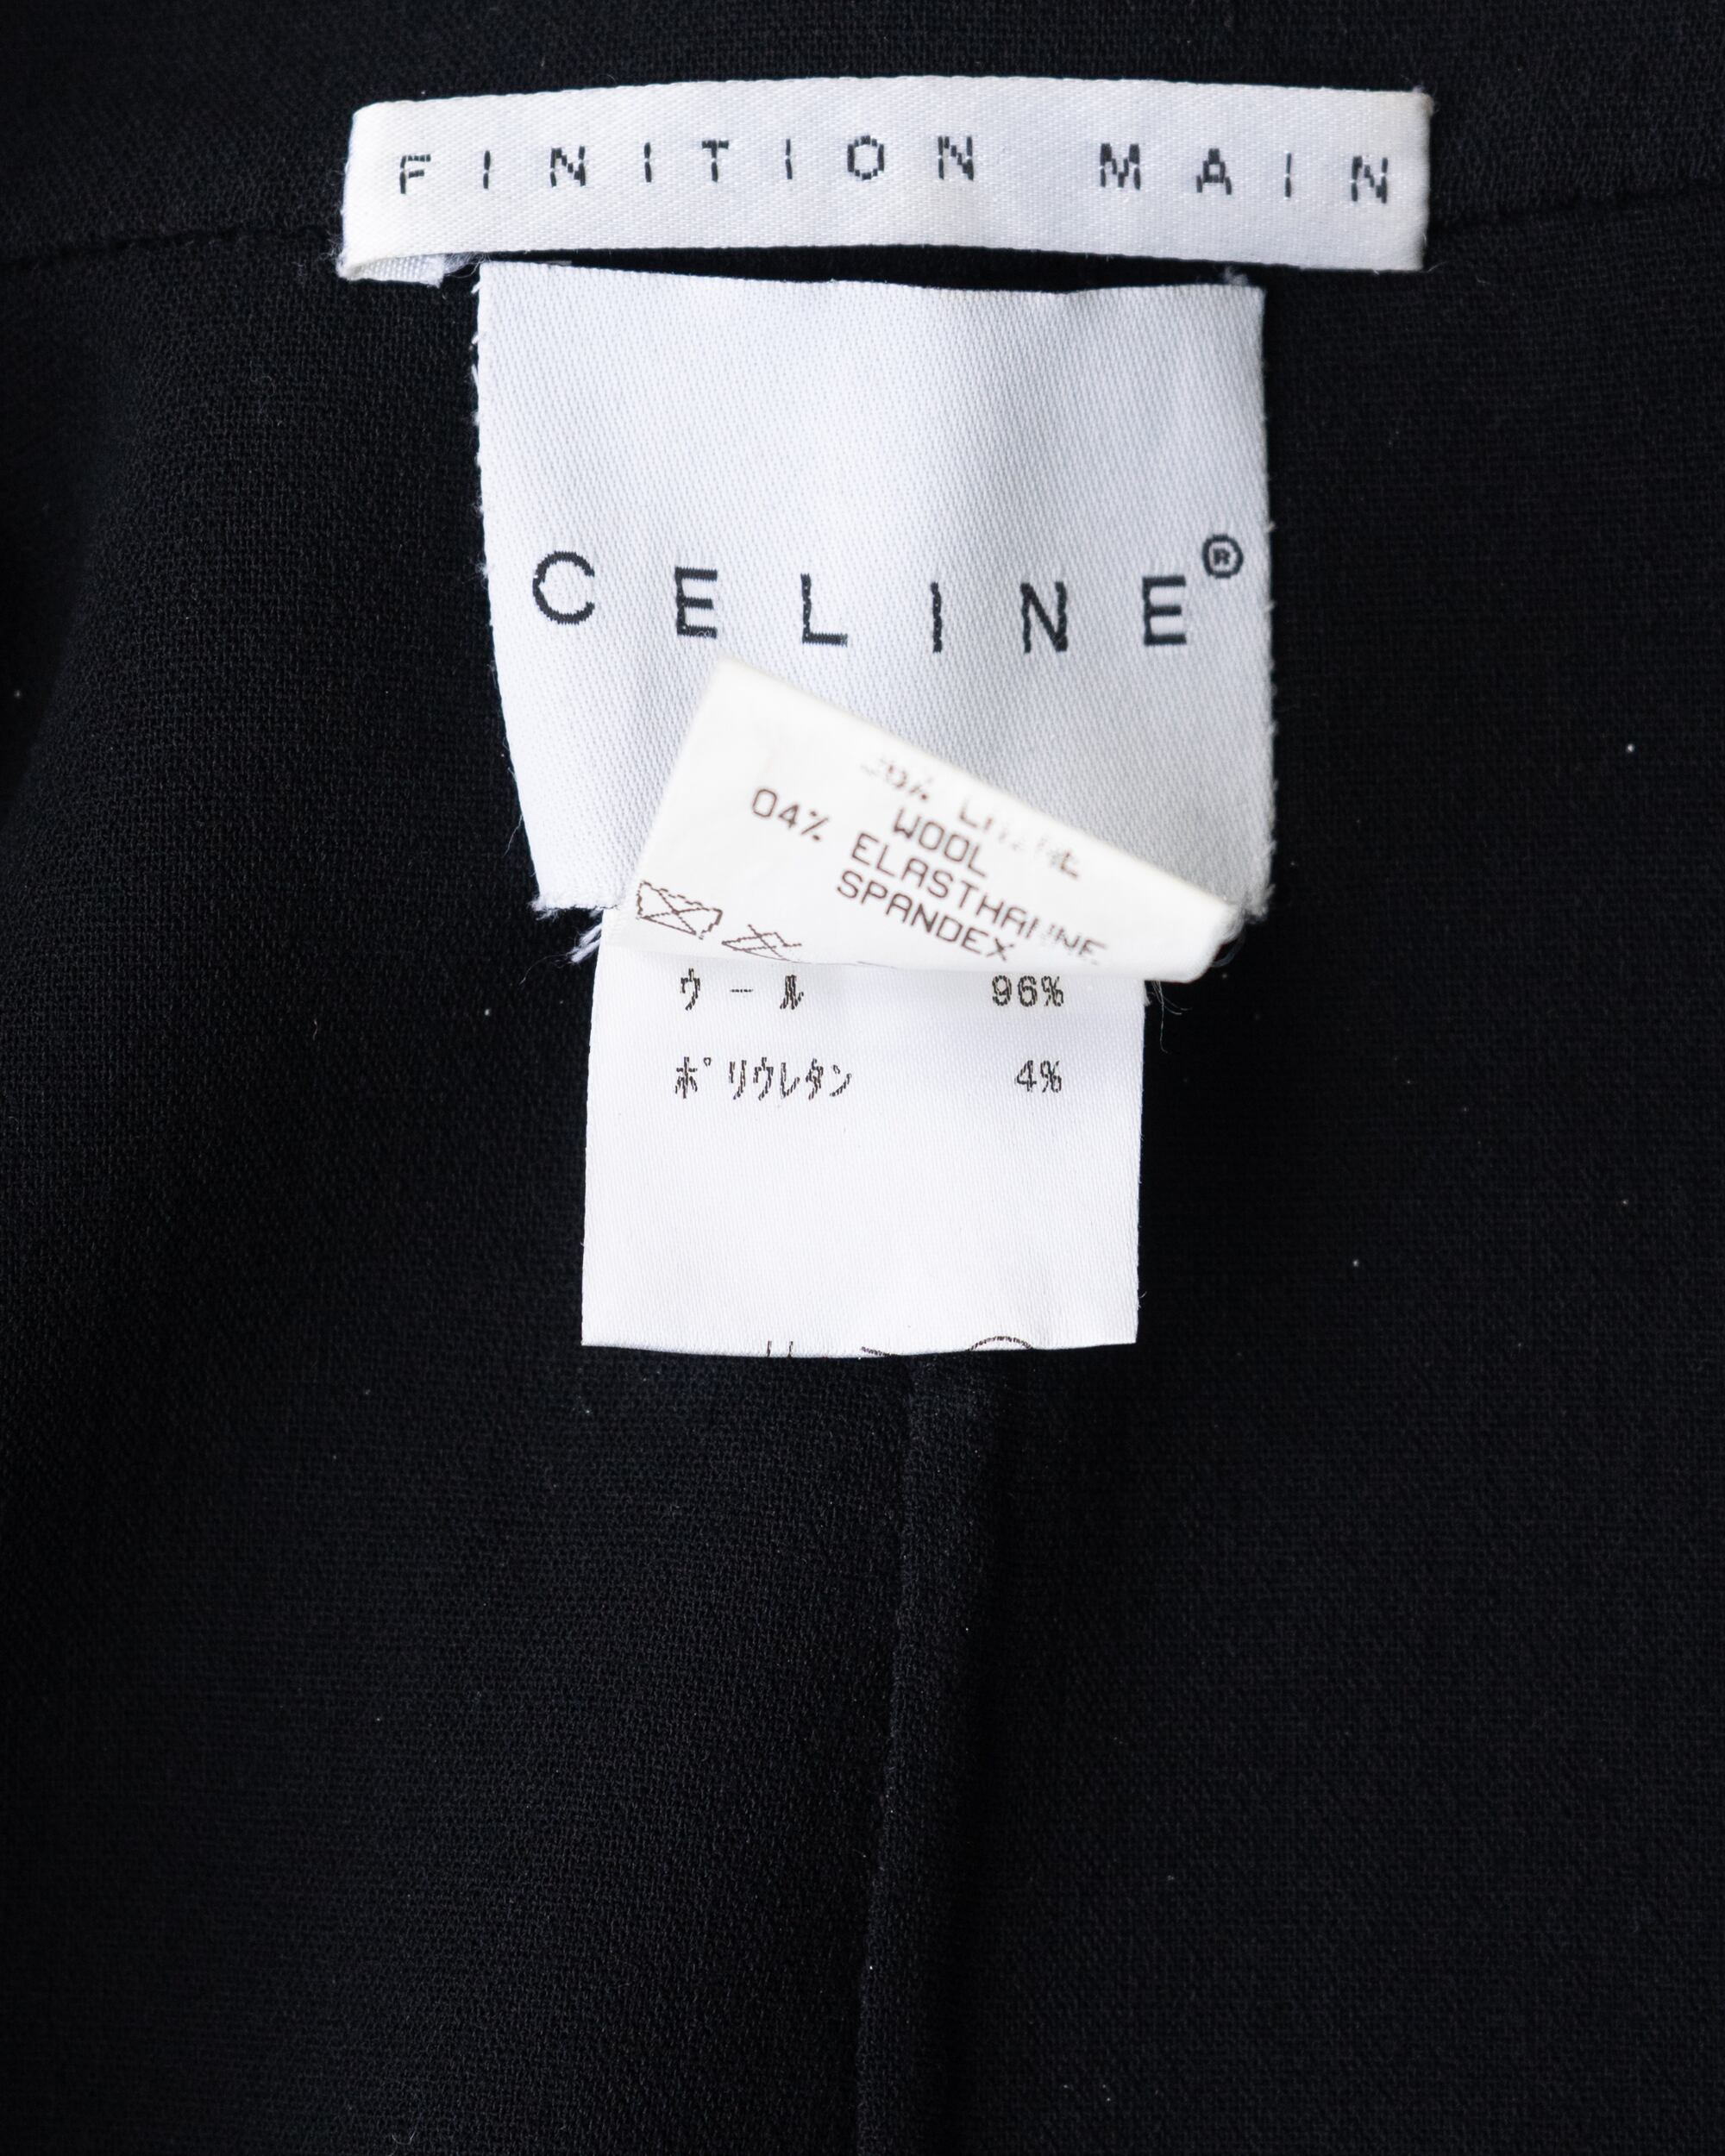 FINITION MAIN
CELINE®
WOOL
04% ELASTHANNE
SPANDEX
ウール 96%
ポリウレタン 4%